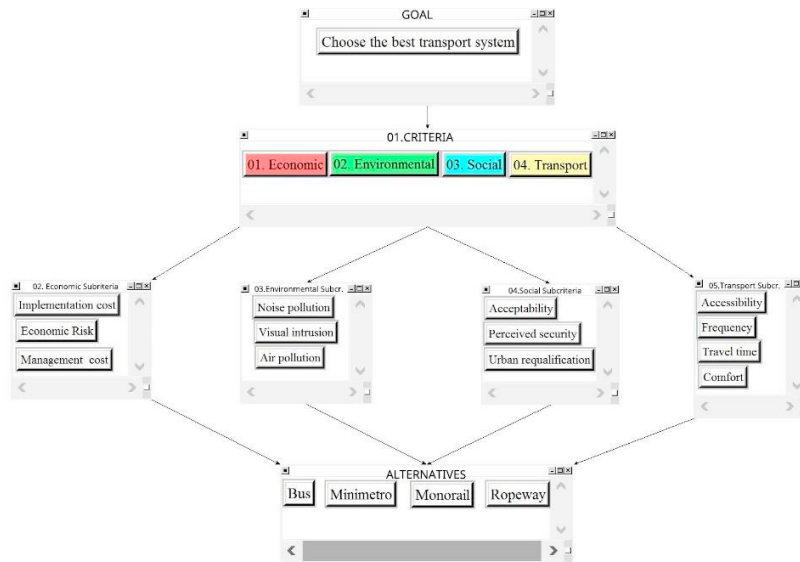 GOAL
Choose the best transport system
01.CRITERIA
01. Economic 02. Environmental 03. Social 04. Transport
02. Economic Subriteria
Implementation cost
Economic Risk
Management cost
03.Environmental Subcr.
Noise pollution
Visual intrusion
Air pollution
04.Social Subcriteria
Acceptability
Perceived security
Urban requalification
05.Transport Subcr.
Accessibility
Frequency
Travel time
Comfort
ALTERNATIVES
Bus Minimetro Monorail Ropeway